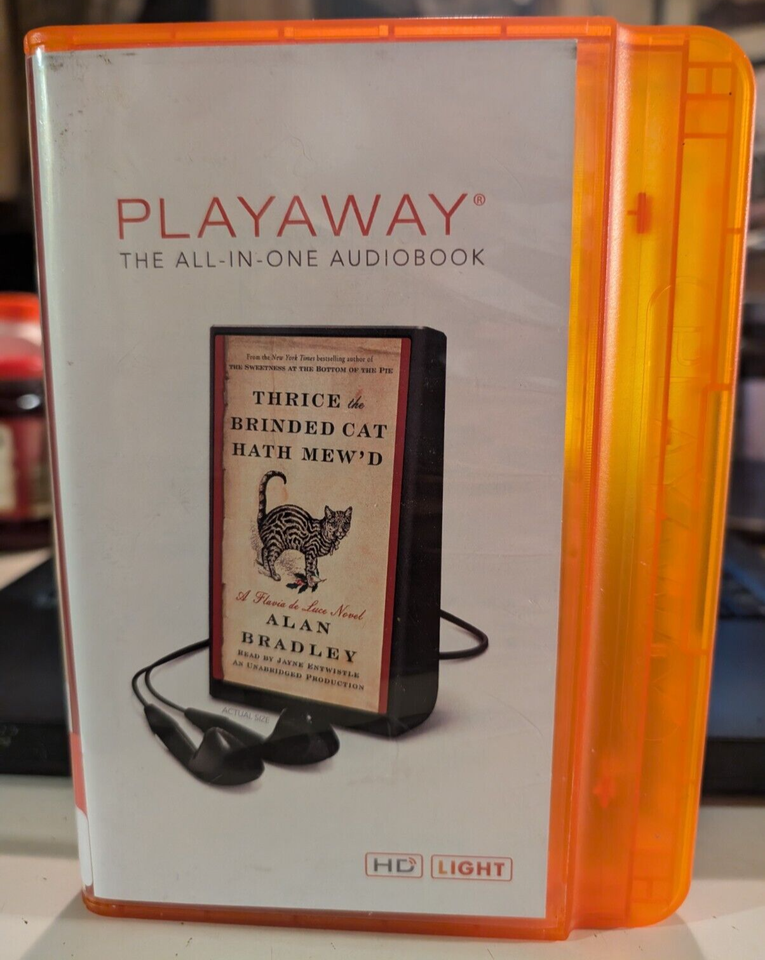 PLAYAWAY®
THE ALL-IN-ONE AUDIOBOOK
From the New York Times bestselling author of
THE SWEETNESS AT THE BOTTOM OF THE PIE
THRICE the
BRINDED CAT
HATH MEW'D
A Flavia de Luce Novel
ALAN
BRADLEY
READ BY JAYNE ENTWISTLE
AN UNABRIDGED PRODUCTION
ACTUAL SIZE
HD LIGHT